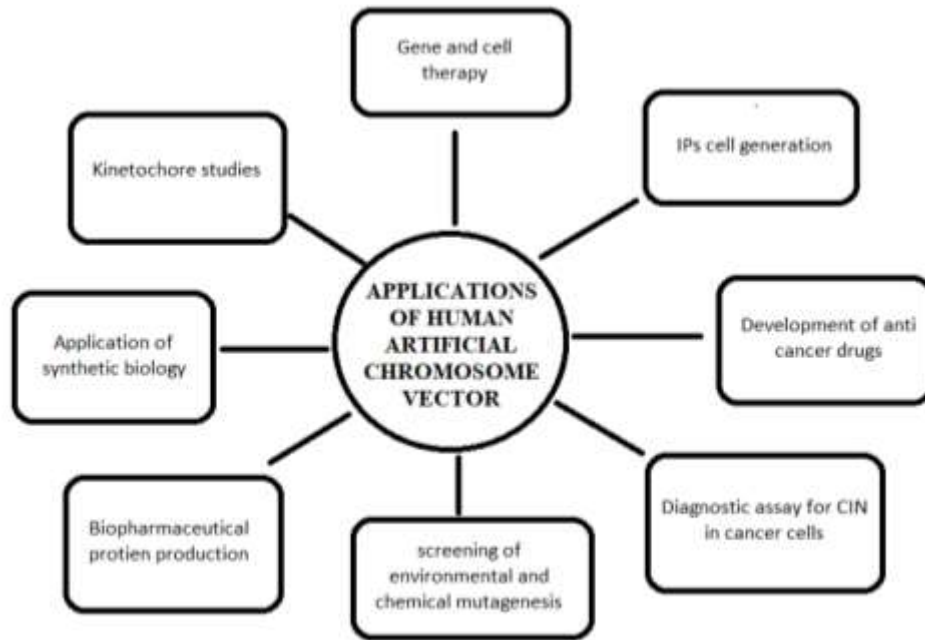 Gene and cell
therapy
IPs cell generation
Development of anti
cancer drugs
Diagnostic assay for CIN
in cancer cells
screening of
environmental and
chemical mutagenesis
Biopharmaceutical
protien production
Application of
synthetic biology
Kinetochore studies
APPLICATIONS
OF HUMAN
ARTIFICIAL
CHROMOSOME
VECTOR